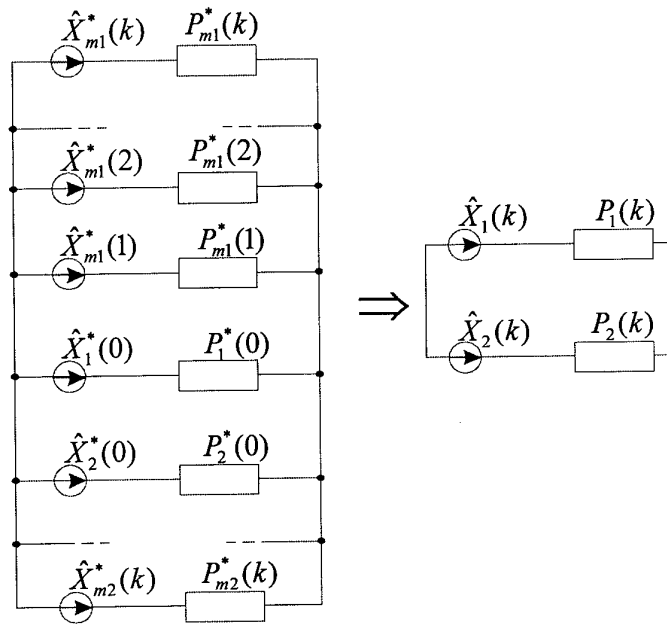 X̂*ₘ₁(k) P*ₘ₁(k)
X̂*ₘ₁(2) P*ₘ₁(2)
X̂*ₘ₁(1) P*ₘ₁(1)
X̂*₁(0) P*₁(0)
X̂*₂(0) P*₂(0)
X̂*ₘ₂(k) P*ₘ₂(k)
⇒
X̂₁(k) P₁(k)
X̂₂(k) P₂(k)